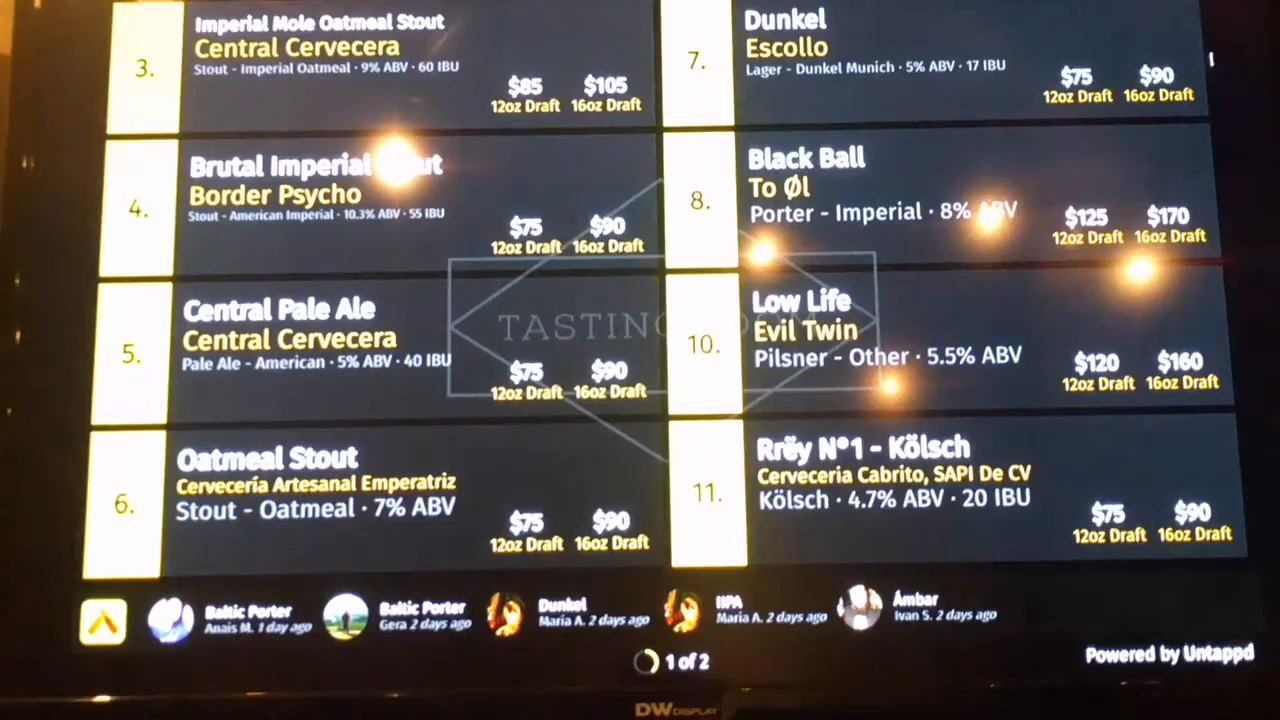 3.
Imperial Mole Oatmeal Stout
Central Cervecera
Stout - Imperial Oatmeal · 9% ABV · 60 IBU
$85 $105
12oz Draft 16oz Draft
4.
Brutal Imperial
Border Psycho
Stout - American Imperial · 10.3% ABV · 55 IBU
$75 $90
12oz Draft 16oz Draft
5.
Central Pale Ale
Central Cervecera
Pale Ale - American · 5% ABV · 40 IBU
$75 $90
12oz Draft 16oz Draft
6.
Oatmeal Stout
Cervecería Artesanal Emperatriz
Stout - Oatmeal · 7% ABV
$75 $90
12oz Draft 16oz Draft
7.
Dunkel
Escollo
Lager - Dunkel Munich · 5% ABV · 17 IBU
$75 $90
12oz Draft 16oz Draft
8.
Black Ball
To Øl
Porter - Imperial · 8% ABV
$125 $170
12oz Draft 16oz Draft
10.
Low Life
Evil Twin
Pilsner - Other · 5.5% ABV
$120 $160
12oz Draft 16oz Draft
11.
Rrëy Nº1 - Kölsch
Cerveceria Cabrito, SAPI De CV
Kölsch · 4.7% ABV · 20 IBU
$75 $90
12oz Draft 16oz Draft
TASTING
Baltic Porter
Anais M. 1 day ago
Baltic Porter
Gera 2 days ago
Dunkel
Maria A. 2 days ago
IIPA
Maria A. 2 days ago
Ámbar
Ivan S. 2 days ago
1 of 2
Powered by Untappd
DW DISPLAY